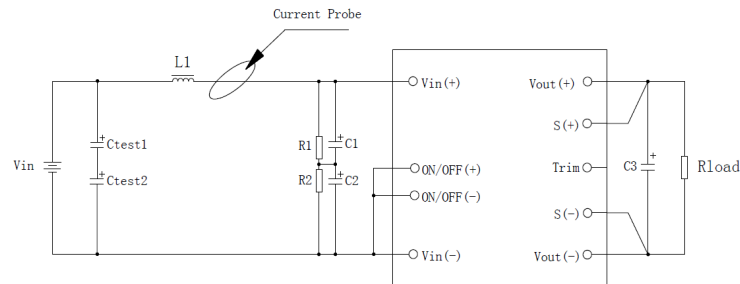 Current Probe
L1
Vin(+)
Vout(+)
Ctest1
R1
C1
S(+)
Vin
Ctest2
R2
C2
ON/OFF(+)
Trim
C3
Rload
ON/OFF(-)
S(-)
Vin(-)
Vout(-)